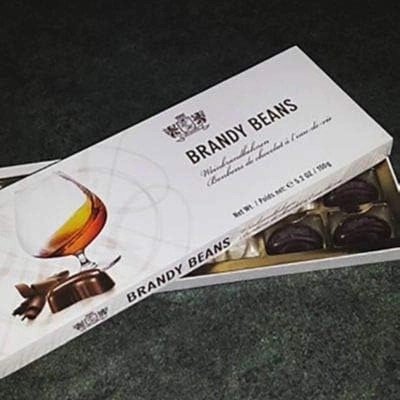 BRANDY BEANS
Weinbrandbohnen
Bonbons de chocolat à l'eau-de-vie
Net Wt. / Poids net: ℮ 5.3 OZ / 150g
BRANDY BEANS